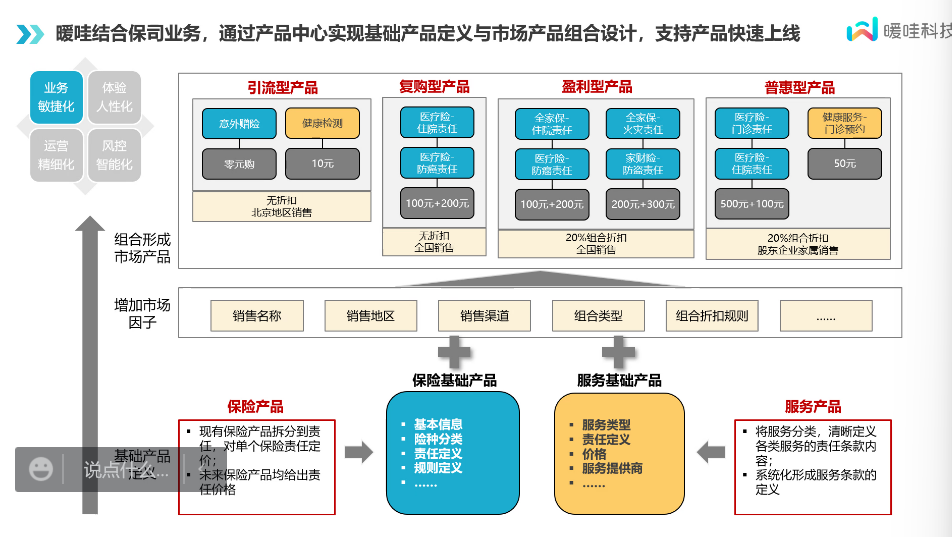 暖哇结合保司业务，通过产品中心实现基础产品定义与市场产品组合设计，支持产品快速上线
暖哇科技
业务
敏捷化
体验
人性化
运营
精细化
风控
智能化
组合形成
市场产品
引流型产品
意外赠险
健康检测
零元购
10元
无折扣
北京地区销售
复购型产品
医疗险-
住院责任
医疗险-
防癌责任
100元+200元
无折扣
全国销售
盈利型产品
全家保-
住院责任
全家保-
火灾责任
医疗险-
防癌责任
家财险-
防盗责任
100元+200元
200元+300元
20%组合折扣
全国销售
普惠型产品
医疗险-
门诊责任
健康服务-
门诊预约
医疗险-
住院责任
50元
500元+100元
20%组合折扣
股东企业家属销售
增加市场
因子
销售名称
销售地区
销售渠道
组合类型
组合折扣规则
......
基础产品
定义
说点什么...
保险产品
▪ 现有保险产品拆分到责
任，对单个保险责任定
价；
▪ 未来保险产品均给出责
任价格
保险基础产品
▪ 基本信息
▪ 险种分类
▪ 责任定义
▪ 规则定义
▪ ......
服务基础产品
▪ 服务类型
▪ 责任定义
▪ 价格
▪ 服务提供商
▪ ......
服务产品
▪ 将服务分类，清晰定义
各类服务的责任条款内
容；
▪ 系统化形成服务条款的
定义